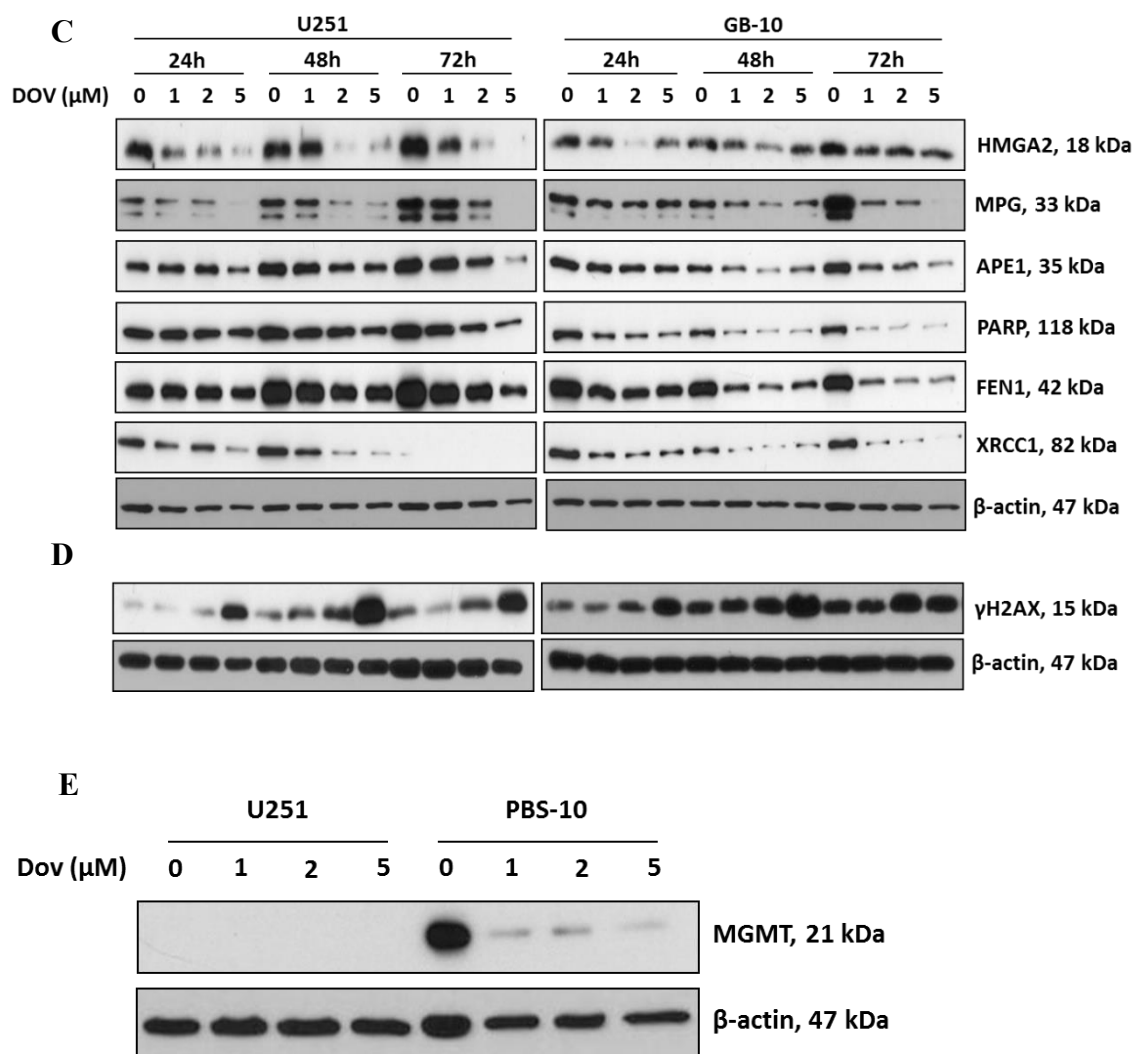 C
U251 GB-10
24h 48h 72h 24h 48h 72h
DOV (µM) 0 1 2 5 0 1 2 5 0 1 2 5 0 1 2 5 0 1 2 5 0 1 2 5
HMGA2, 18 kDa
MPG, 33 kDa
APE1, 35 kDa
PARP, 118 kDa
FEN1, 42 kDa
XRCC1, 82 kDa
β-actin, 47 kDa
D
γH2AX, 15 kDa
β-actin, 47 kDa
E
U251 PBS-10
Dov (µM) 0 1 2 5 0 1 2 5
MGMT, 21 kDa
β-actin, 47 kDa